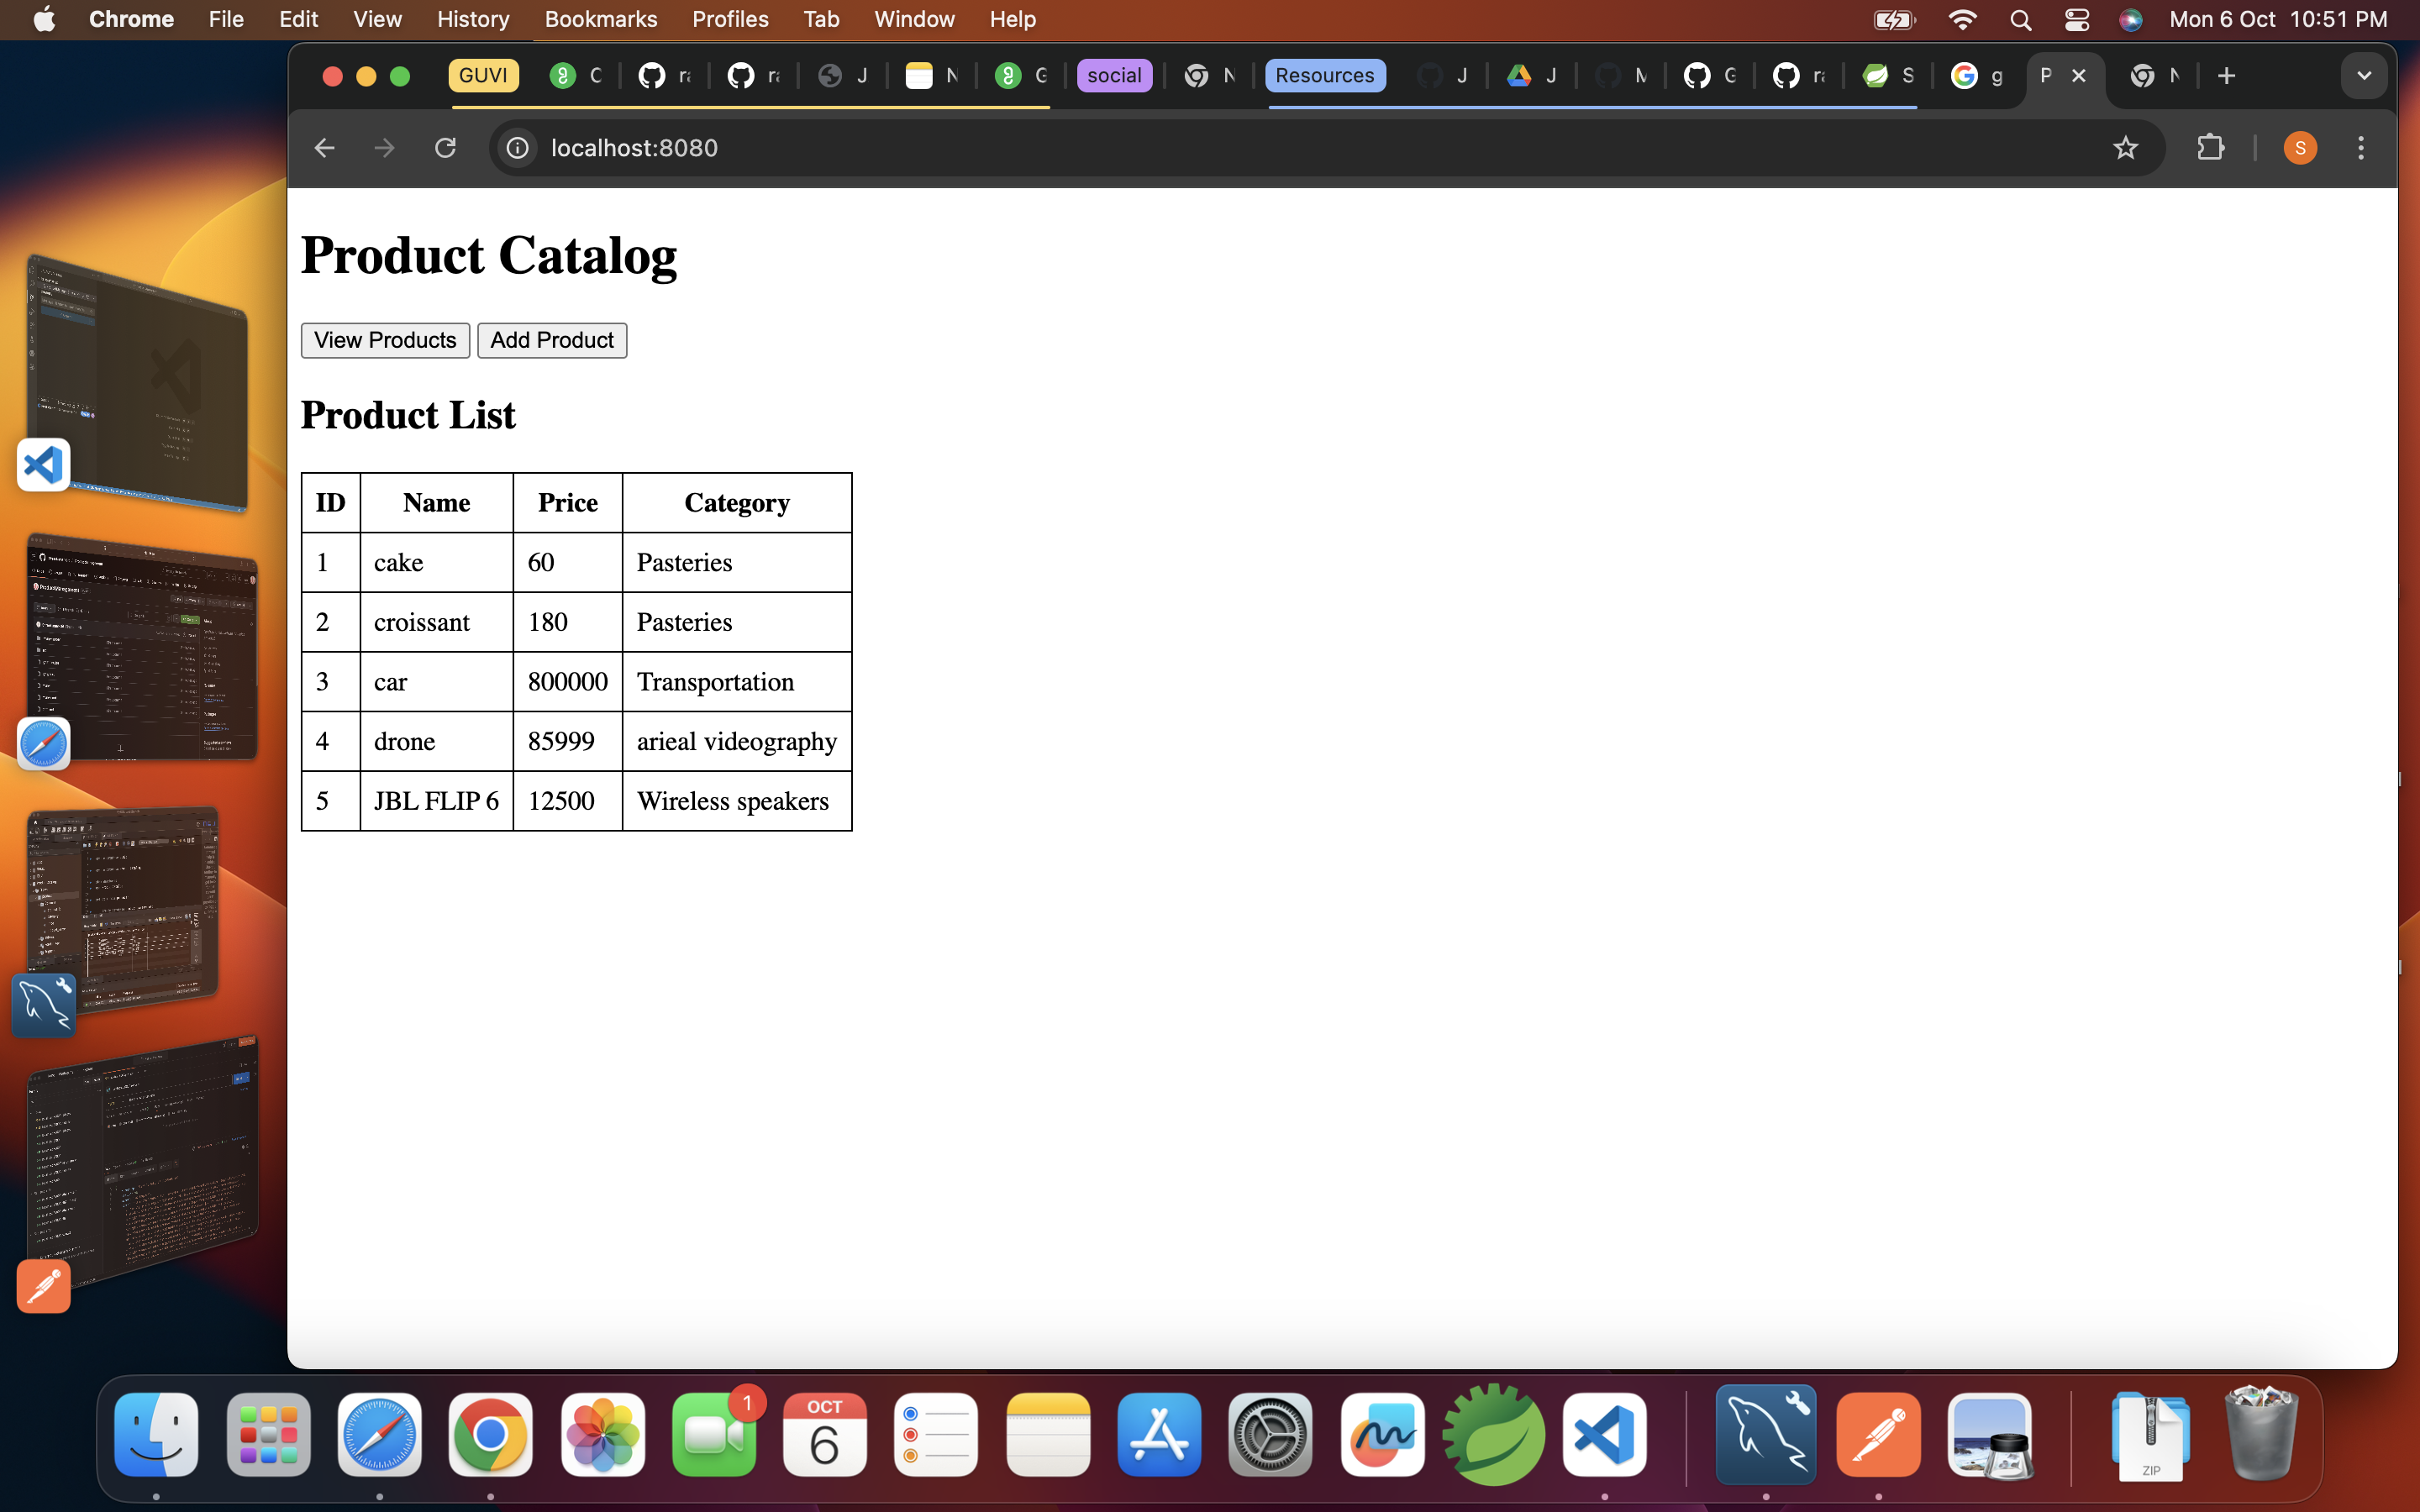 Chrome File Edit View History Bookmarks Profiles Tab Window Help Mon 6 Oct 10:51 PM
GUVI C J N G social N Resources J J M G S g P N
localhost:8080
S
Product Catalog
View Products Add Product
Product List
ID Name Price Category
1 cake 60 Pasteries
2 croissant 180 Pasteries
3 car 800000 Transportation
4 drone 85999 arieal videography
5 JBL FLIP 6 12500 Wireless speakers
1
OCT
6
ZIP